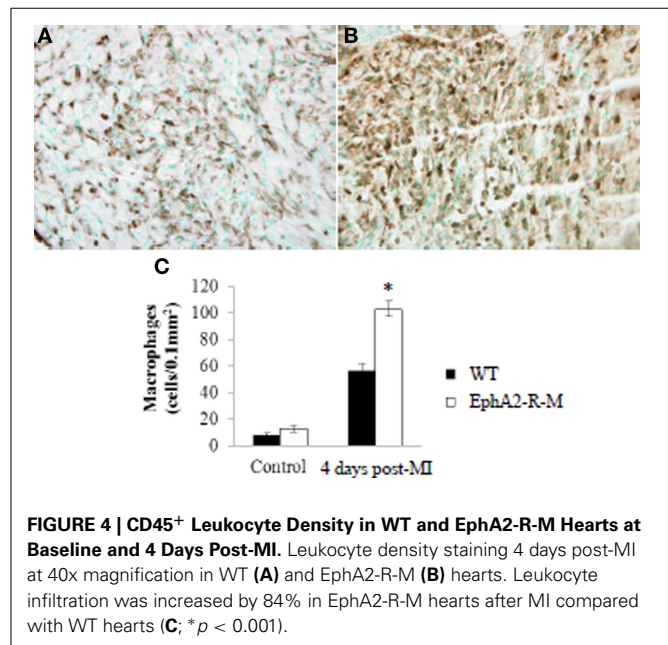 A
B
C
120
100
80
60
40
20
0
Macrophages
(cells/0.1mm²)
*
Control
4 days post-MI
WT
EphA2-R-M
FIGURE 4 | CD45⁺ Leukocyte Density in WT and EphA2-R-M Hearts at
Baseline and 4 Days Post-MI. Leukocyte density staining 4 days post-MI
at 40x magnification in WT (A) and EphA2-R-M (B) hearts. Leukocyte
infiltration was increased by 84% in EphA2-R-M hearts after MI compared
with WT hearts (C; *p < 0.001).